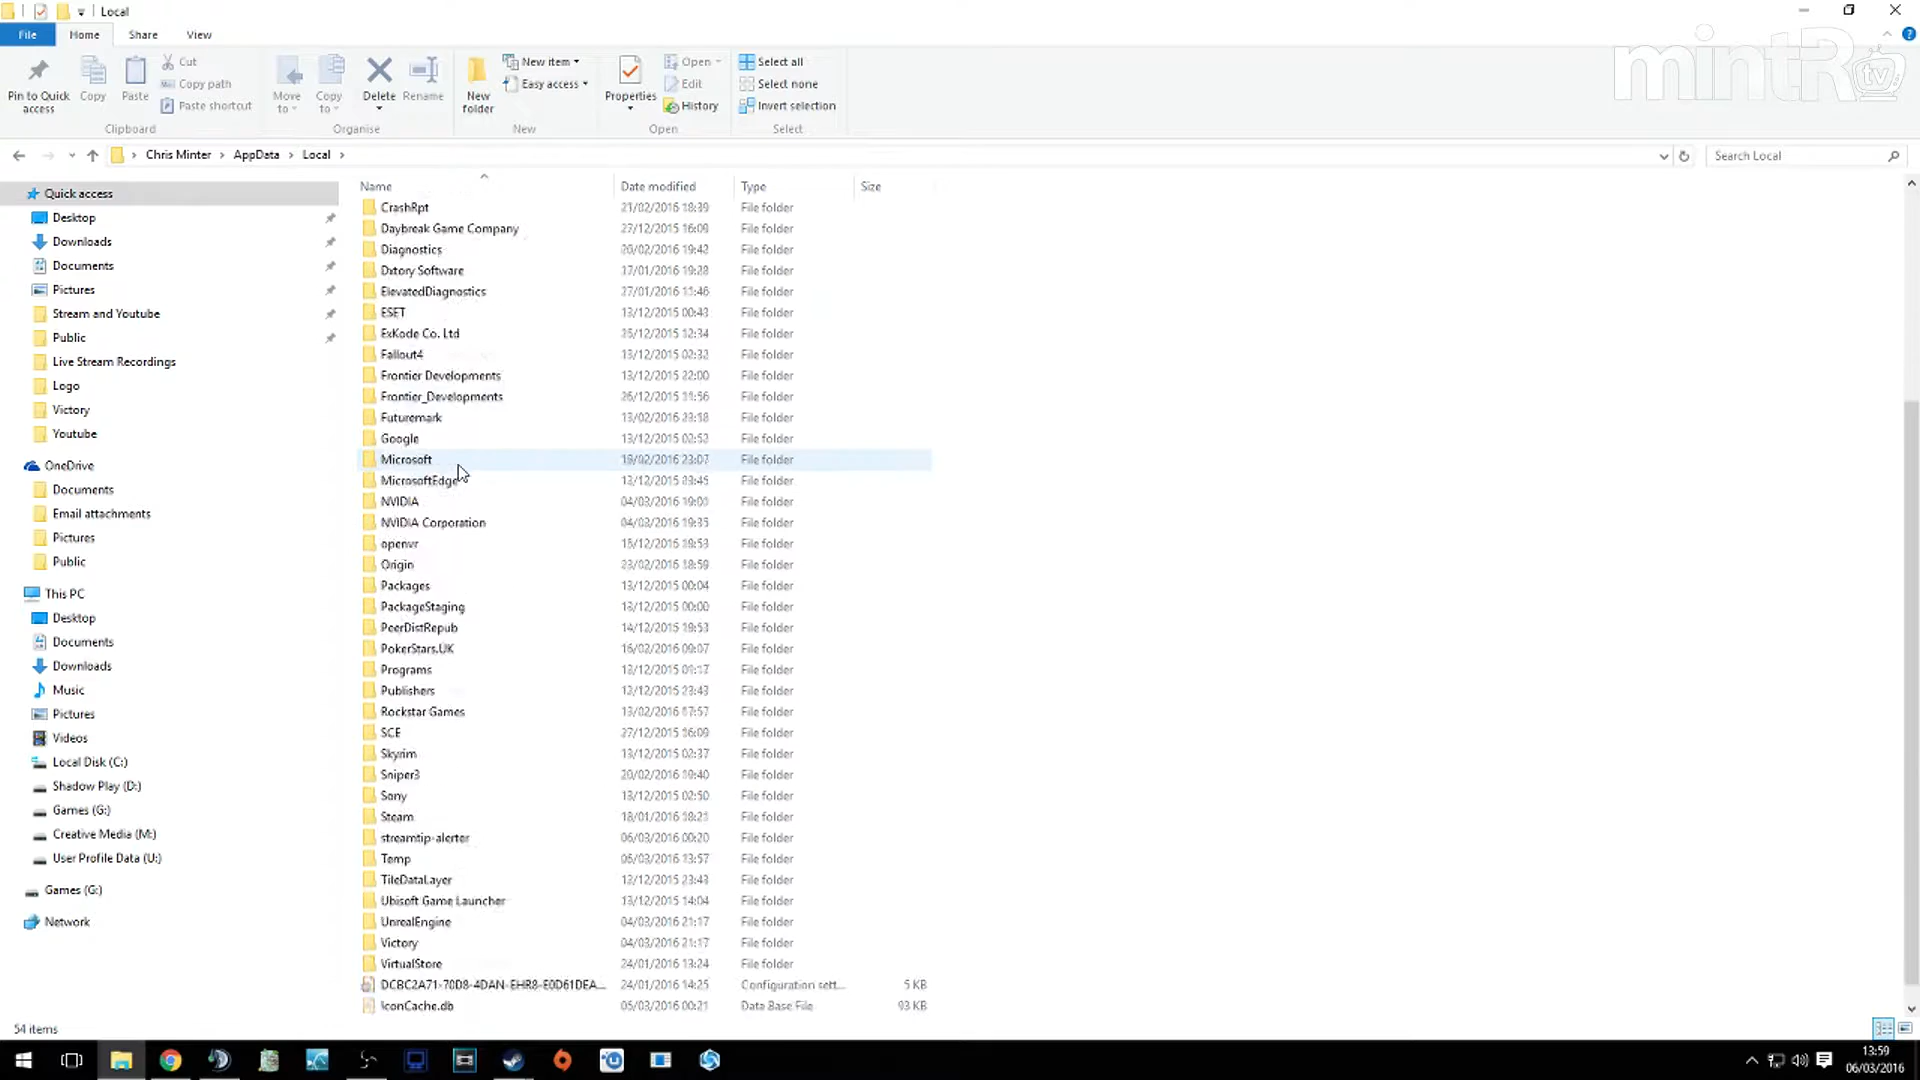 Local
File Home Share View
Pin to Quick access
Copy
Paste
Cut
Copy path
Paste shortcut
Clipboard
Move to
Copy to
Delete
Rename
Organise
New folder
New item
Easy access
New
Properties
Open
Edit
History
Open
Select all
Select none
Invert selection
Select
mintR tv
Chris Minter > AppData > Local >
Search Local
Quick access
Desktop
Downloads
Documents
Pictures
Stream and Youtube
Public
Live Stream Recordings
Logo
Victory
Youtube
OneDrive
Documents
Email attachments
Pictures
Public
This PC
Desktop
Documents
Downloads
Music
Pictures
Videos
Local Disk (C:)
Shadow Play (D:)
Games (G:)
Creative Media (M:)
User Profile Data (U:)
Games (G:)
Network
Name Date modified Type Size
CrashRpt 21/02/2016 18:39 File folder
Daybreak Game Company 27/12/2015 16:09 File folder
Diagnostics 20/02/2016 19:42 File folder
Dxtory Software 17/01/2016 19:28 File folder
ElevatedDiagnostics 27/01/2016 11:46 File folder
ESET 13/12/2015 00:43 File folder
ExKode Co. Ltd 25/12/2015 12:34 File folder
Fallout4 13/12/2015 02:32 File folder
Frontier Developments 13/12/2015 22:00 File folder
Frontier_Developments 26/12/2015 11:56 File folder
Futuremark 13/02/2016 23:18 File folder
Google 13/12/2015 02:52 File folder
Microsoft 18/02/2016 23:07 File folder
MicrosoftEdge 13/12/2015 23:45 File folder
NVIDIA 04/03/2016 19:01 File folder
NVIDIA Corporation 04/03/2016 19:35 File folder
openvr 15/12/2015 19:53 File folder
Origin 23/02/2016 18:59 File folder
Packages 13/12/2015 00:04 File folder
PackageStaging 13/12/2015 00:00 File folder
PeerDistRepub 14/12/2015 19:53 File folder
PokerStars.UK 16/02/2016 09:07 File folder
Programs 13/12/2015 01:17 File folder
Publishers 12/12/2015 23:43 File folder
Rockstar Games 13/02/2016 17:57 File folder
SCE 27/12/2015 16:09 File folder
Skyrim 13/12/2015 02:37 File folder
Sniper3 20/02/2016 19:40 File folder
Sony 13/12/2015 02:50 File folder
Steam 18/01/2016 18:21 File folder
streamtip-alerter 06/03/2016 00:20 File folder
Temp 06/03/2016 13:57 File folder
TileDataLayer 12/12/2015 23:43 File folder
Ubisoft Game Launcher 13/12/2015 14:04 File folder
UnrealEngine 04/03/2016 21:17 File folder
Victory 04/03/2016 21:17 File folder
VirtualStore 24/01/2016 13:24 File folder
DCBC2A71-70D8-4DAN-EHR8-E0D61DEA... 24/01/2016 14:25 Configuration sett... 5 KB
IconCache.db 05/03/2016 00:21 Data Base File 93 KB
54 items
13:59
06/03/2016